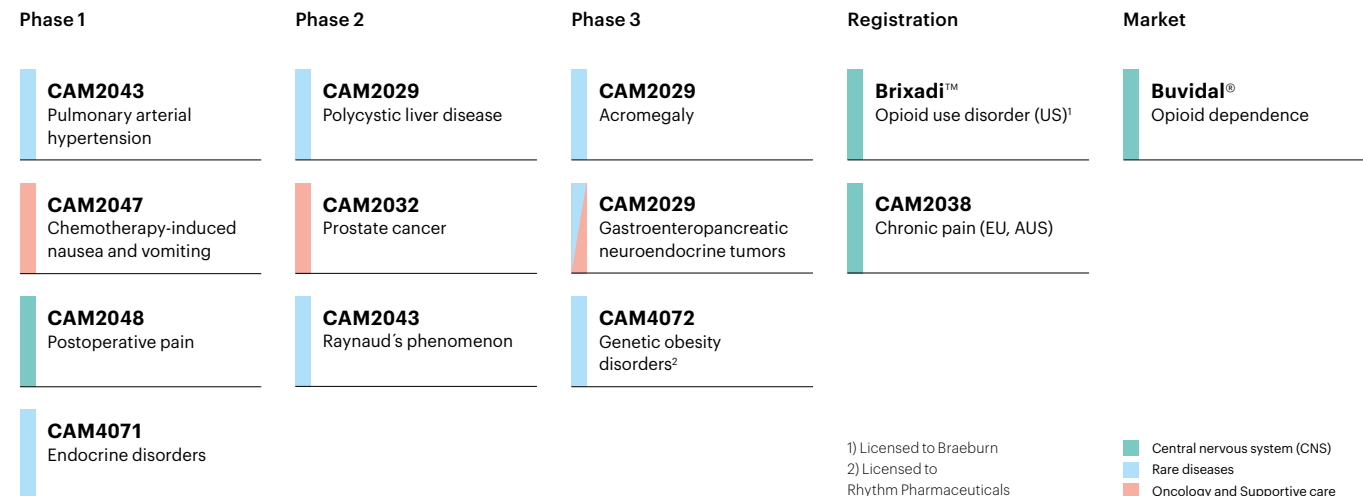 Phase 1
CAM2043
Pulmonary arterial
hypertension
CAM2047
Chemotherapy-induced
nausea and vomiting
CAM2048
Postoperative pain
CAM4071
Endocrine disorders
Phase 2
CAM2029
Polycystic liver disease
CAM2032
Prostate cancer
CAM2043
Raynaud´s phenomenon
Phase 3
CAM2029
Acromegaly
CAM2029
Gastroenteropancreatic
neuroendocrine tumors
CAM4072
Genetic obesity
disorders²
Registration
Brixadi™
Opioid use disorder (US)¹
CAM2038
Chronic pain (EU, AUS)
Market
Buvidal®
Opioid dependence
1) Licensed to Braeburn
2) Licensed to
Rhythm Pharmaceuticals
Central nervous system (CNS)
Rare diseases
Oncology and Supportive care